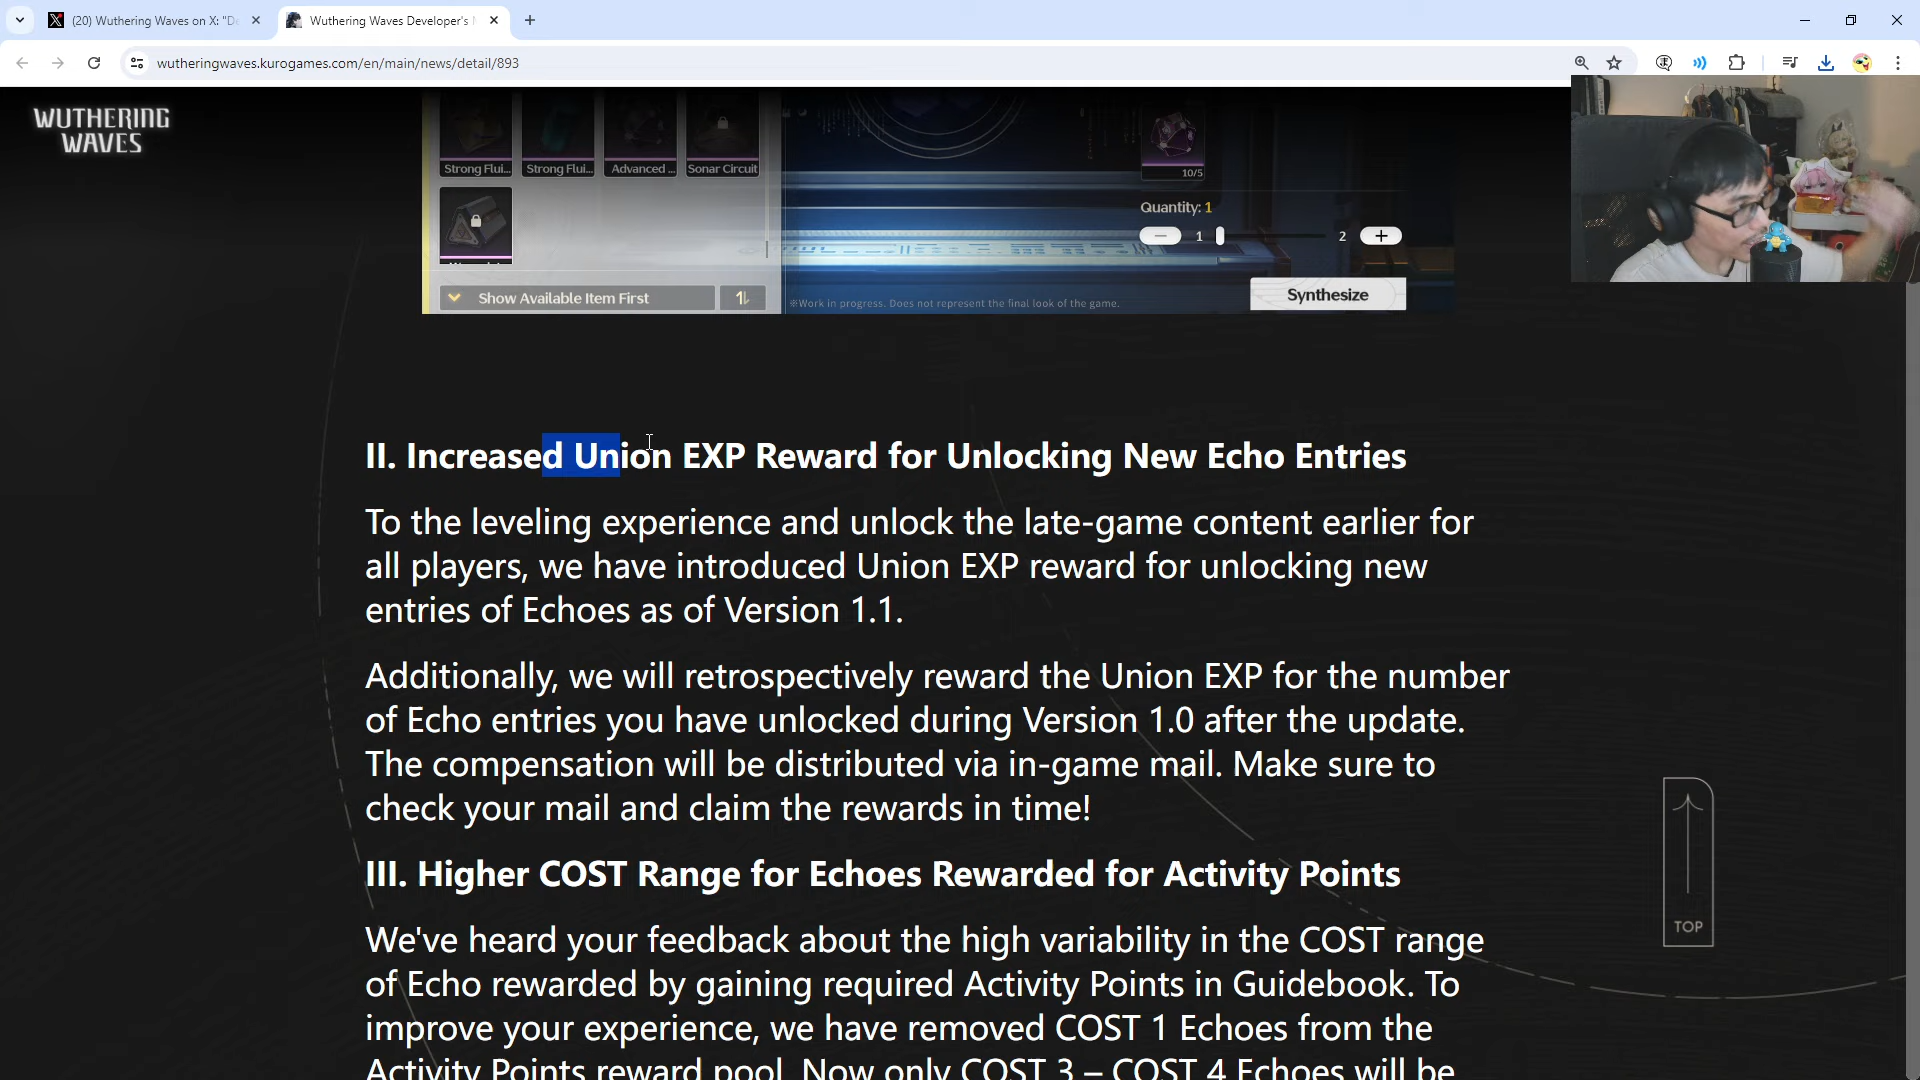 (20) Wuthering Waves on X: "De
Wuthering Waves Developer's
wutheringwaves.kurogames.com/en/main/news/detail/893
WUTHERING
WAVES
Strong Flui... Strong Flui... Advanced ... Sonar Circuit
10/5
Quantity: 1
1 2
Show Available Item First
※Work in progress. Does not represent the final look of the game.
Synthesize
II. Increased Union EXP Reward for Unlocking New Echo Entries
To the leveling experience and unlock the late-game content earlier for
all players, we have introduced Union EXP reward for unlocking new
entries of Echoes as of Version 1.1.
Additionally, we will retrospectively reward the Union EXP for the number
of Echo entries you have unlocked during Version 1.0 after the update.
The compensation will be distributed via in-game mail. Make sure to
check your mail and claim the rewards in time!
III. Higher COST Range for Echoes Rewarded for Activity Points
We've heard your feedback about the high variability in the COST range
of Echo rewarded by gaining required Activity Points in Guidebook. To
improve your experience, we have removed COST 1 Echoes from the
Activity Points reward pool. Now only COST 3 – COST 4 Echoes will be
TOP